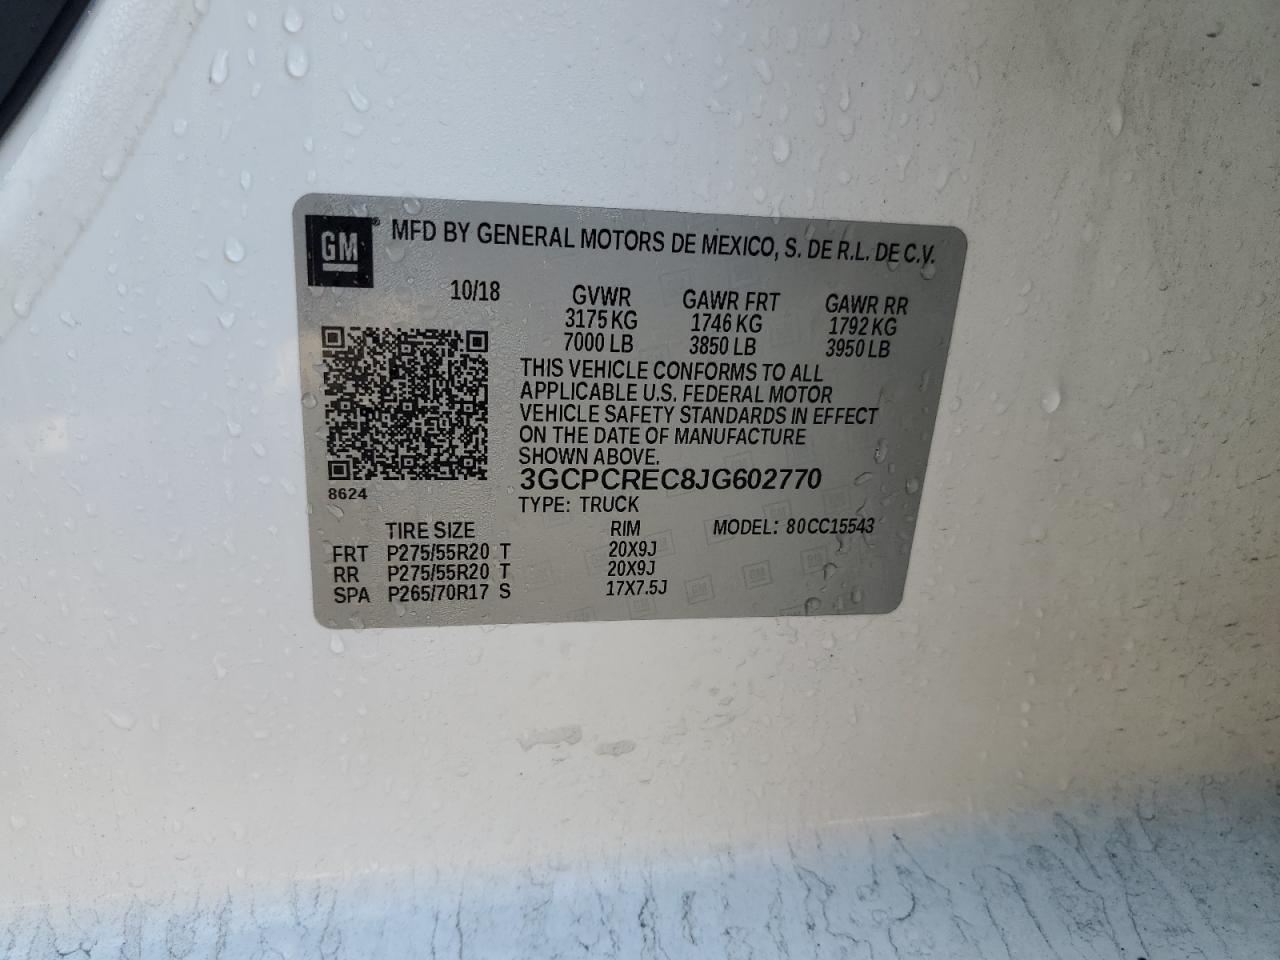 GM ® MFD BY GENERAL MOTORS DE MEXICO, S. DE R.L. DE C.V.
10/18 GVWR GAWR FRT GAWR RR
3175 KG 1746 KG 1792 KG
7000 LB 3850 LB 3950 LB
THIS VEHICLE CONFORMS TO ALL
APPLICABLE U.S. FEDERAL MOTOR
VEHICLE SAFETY STANDARDS IN EFFECT
ON THE DATE OF MANUFACTURE
SHOWN ABOVE.
3GCPCREC8JG602770
8624
TYPE: TRUCK
TIRE SIZE RIM MODEL: 80CC15543
FRT P275/55R20 T 20X9J
RR P275/55R20 T 20X9J
SPA P265/70R17 S 17X7.5J